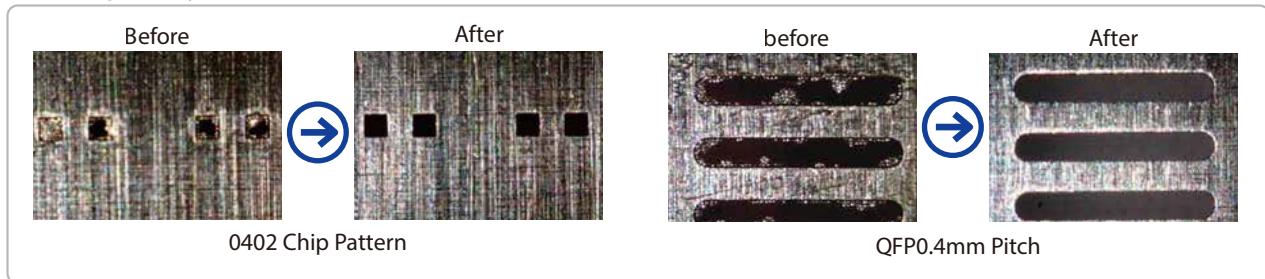 Before
After
before
After
0402 Chip Pattern
QFP0.4mm Pitch